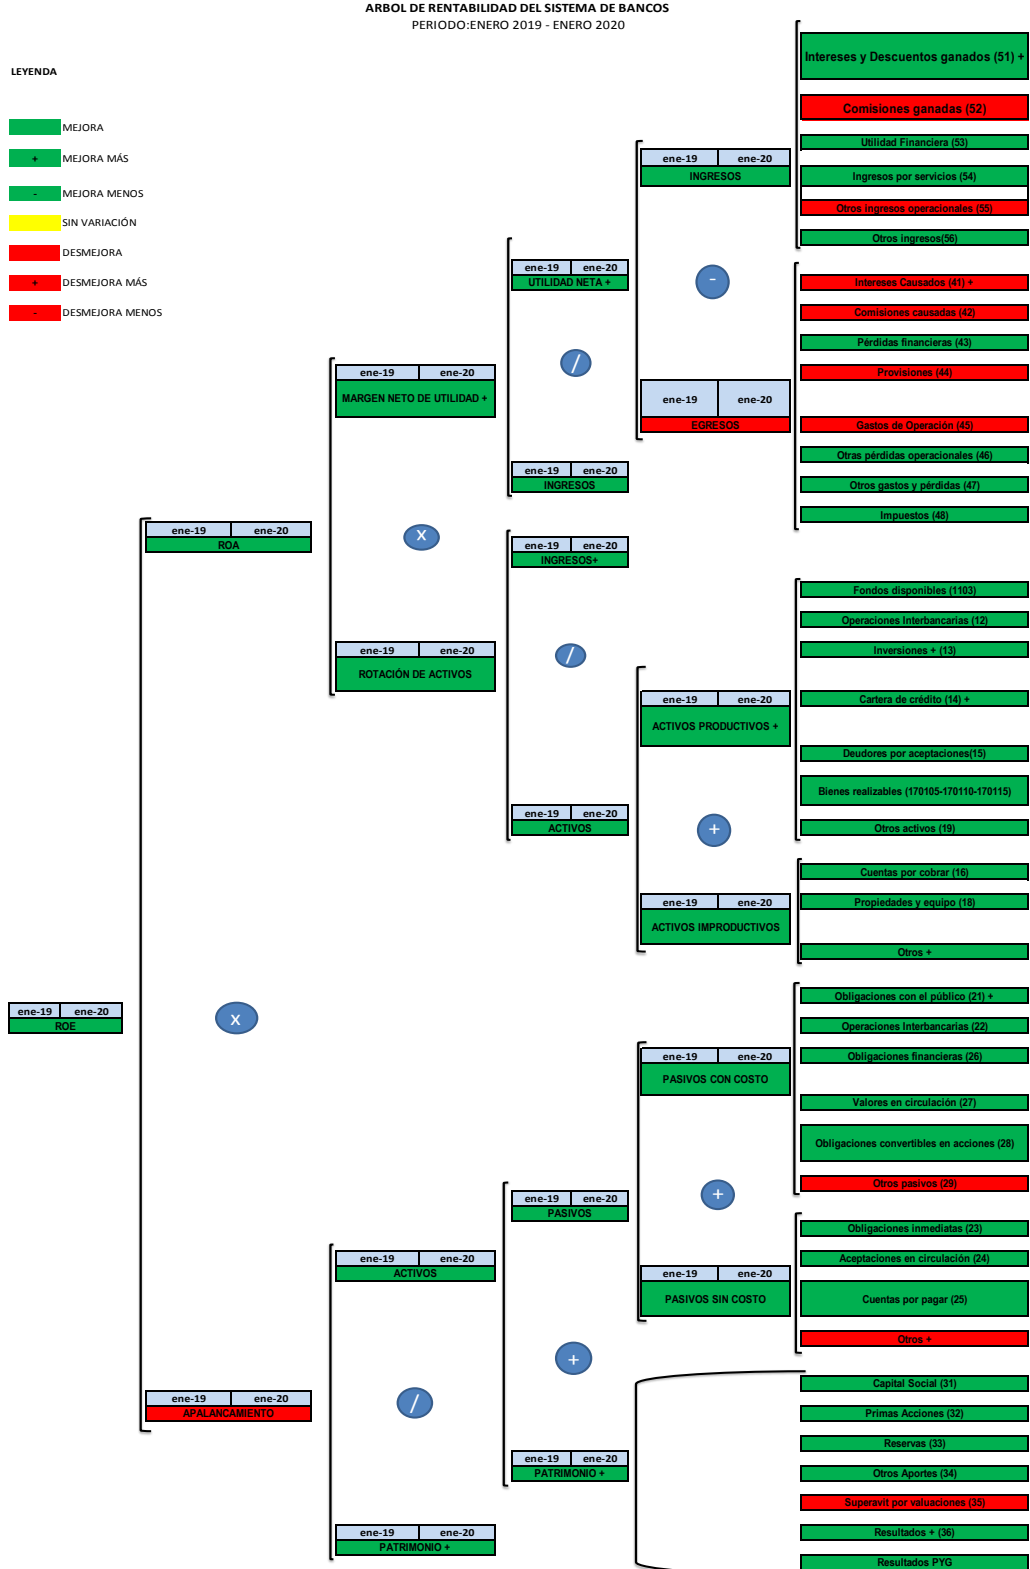 ARBOL DE RENTABILIDAD DEL SISTEMA DE BANCOS
PERIODO:ENERO 2019 - ENERO 2020
LEYENDA
MEJORA
+ MEJORA MÁS
- MEJORA MENOS
SIN VARIACIÓN
DESMEJORA
+ DESMEJORA MÁS
- DESMEJORA MENOS
ene-19 ene-20
ROE
x
ene-19 ene-20
ROA
ene-19 ene-20
APALANCAMIENTO
ene-19 ene-20
MARGEN NETO DE UTILIDAD +
x
ene-19 ene-20
ROTACIÓN DE ACTIVOS
ene-19 ene-20
ACTIVOS
/
ene-19 ene-20
PATRIMONIO +
ene-19 ene-20
UTILIDAD NETA +
/
ene-19 ene-20
INGRESOS
ene-19 ene-20
INGRESOS+
/
ene-19 ene-20
ACTIVOS
ene-19 ene-20
PASIVOS
+
ene-19 ene-20
PATRIMONIO +
ene-19 ene-20
INGRESOS
-
ene-19 ene-20
EGRESOS
ene-19 ene-20
ACTIVOS PRODUCTIVOS +
+
ene-19 ene-20
ACTIVOS IMPRODUCTIVOS
ene-19 ene-20
PASIVOS CON COSTO
+
ene-19 ene-20
PASIVOS SIN COSTO
Intereses y Descuentos ganados (51) +
Comisiones ganadas (52)
Utilidad Financiera (53)
Ingresos por servicios (54)
Otros ingresos operacionales (55)
Otros ingresos(56)
Intereses Causados (41) +
Comisiones causadas (42)
Pérdidas financieras (43)
Provisiones (44)
Gastos de Operación (45)
Otras pérdidas operacionales (46)
Otros gastos y pérdidas (47)
Impuestos (48)
Fondos disponibles (1103)
Operaciones Interbancarias (12)
Inversiones + (13)
Cartera de crédito (14) +
Deudores por aceptaciones(15)
Bienes realizables (170105-170110-170115)
Otros activos (19)
Cuentas por cobrar (16)
Propiedades y equipo (18)
Otros +
Obligaciones con el público (21) +
Operaciones Interbancarias (22)
Obligaciones financieras (26)
Valores en circulación (27)
Obligaciones convertibles en acciones (28)
Otros pasivos (29)
Obligaciones inmediatas (23)
Aceptaciones en circulación (24)
Cuentas por pagar (25)
Otros +
Capital Social (31)
Primas Acciones (32)
Reservas (33)
Otros Aportes (34)
Superavit por valuaciones (35)
Resultados + (36)
Resultados PYG